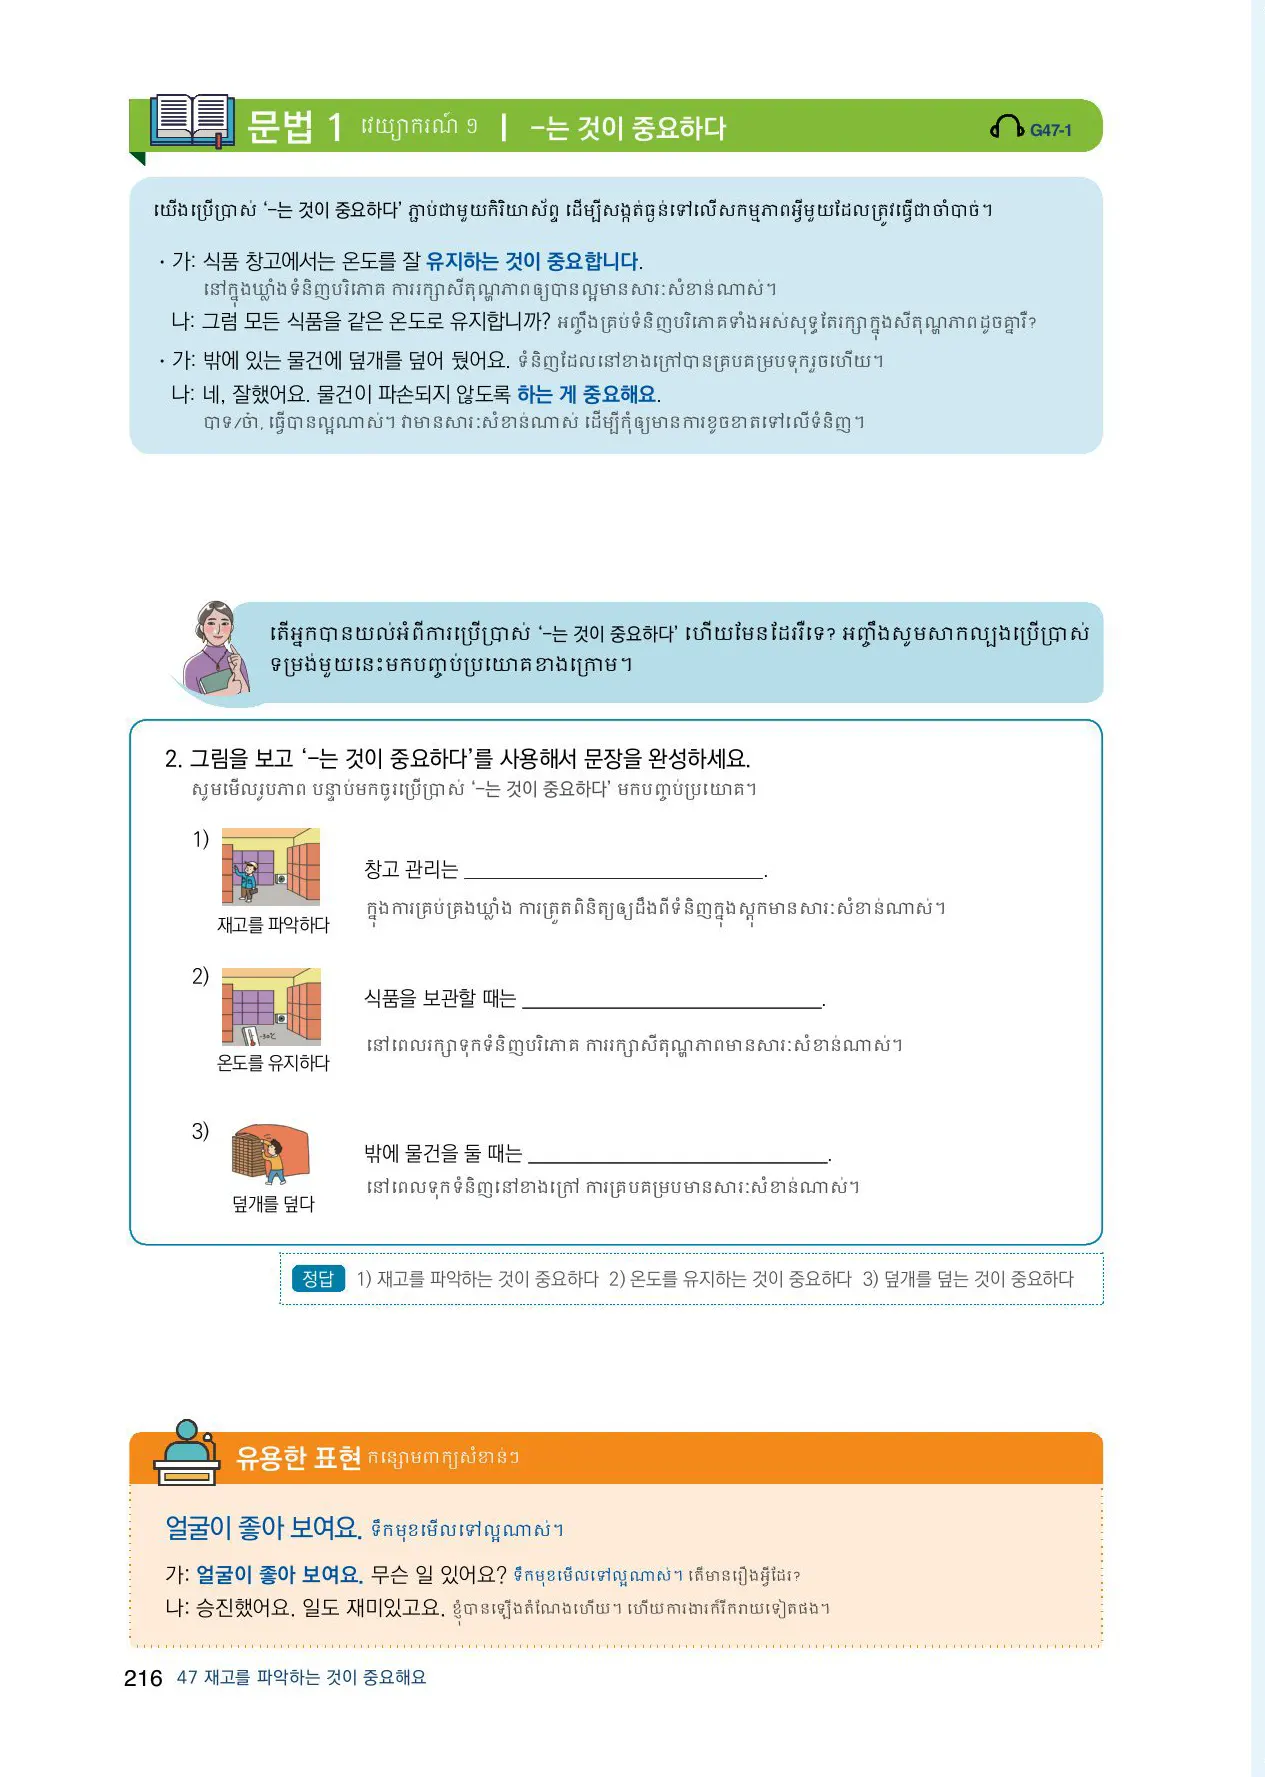 문법 1 វេយ្យាករណ៍ ១ | -는 것이 중요하다 G47-1
យើងប្រើប្រាស់ ‘-는 것이 중요하다’ ភ្ជាប់ជាមួយកិរិយាស័ព្ទ ដើម្បីសង្កត់ធ្ងន់ទៅលើសកម្មភាពអ្វីមួយដែលត្រូវធ្វើជាចាំបាច់។
· 가: 식품 창고에서는 온도를 잘 유지하는 것이 중요합니다.
នៅក្នុងឃ្លាំងទំនិញបរិភោគ ការរក្សាសីតុណ្ហភាពឲ្យបានល្អមានសារៈសំខាន់ណាស់។
나: 그럼 모든 식품을 같은 온도로 유지합니까? អញ្ចឹងគ្រប់ទំនិញបរិភោគទាំងអស់សុទ្ធតែរក្សាក្នុងសីតុណ្ហភាពដូចគ្នារឺ?
· 가: 밖에 있는 물건에 덮개를 덮어 뒀어요. ទំនិញដែលនៅខាងក្រៅបានគ្របគម្របទុករួចហើយ។
나: 네, 잘했어요. 물건이 파손되지 않도록 하는 게 중요해요.
បាទ/ចា៎, ធ្វើបានល្អណាស់។ វាមានសារៈសំខាន់ណាស់ ដើម្បីកុំឲ្យមានការខូចខាតទៅលើទំនិញ។
តើអ្នកបានយល់អំពីការប្រើប្រាស់ ‘-는 것이 중요하다’ ហើយមែនដែររឺទេ? អញ្ចឹងសូមសាកល្បងប្រើប្រាស់
ទម្រង់មួយនេះមកបញ្ចប់ប្រយោគខាងក្រោម។
2. 그림을 보고 ‘-는 것이 중요하다’를 사용해서 문장을 완성하세요.
សូមមើលរូបភាព បន្ទាប់មកចូរប្រើប្រាស់ ‘-는 것이 중요하다’ មកបញ្ចប់ប្រយោគ។
1)
창고 관리는 ______________________________.
ក្នុងការគ្រប់គ្រងឃ្លាំង ការត្រួតពិនិត្យឲ្យដឹងពីទំនិញក្នុងស្តុកមានសារៈសំខាន់ណាស់។
재고를 파악하다
2)
식품을 보관할 때는 ______________________________.
-30℃
នៅពេលរក្សាទុកទំនិញបរិភោគ ការរក្សាសីតុណ្ហភាពមានសារៈសំខាន់ណាស់។
온도를 유지하다
3)
밖에 물건을 둘 때는 ______________________________.
នៅពេលទុកទំនិញនៅខាងក្រៅ ការគ្របគម្របមានសារៈសំខាន់ណាស់។
덮개를 덮다
정답 1) 재고를 파악하는 것이 중요하다 2) 온도를 유지하는 것이 중요하다 3) 덮개를 덮는 것이 중요하다
유용한 표현 កន្សោមពាក្យសំខាន់ៗ
얼굴이 좋아 보여요. ទឹកមុខមើលទៅល្អណាស់។
가: 얼굴이 좋아 보여요. 무슨 일 있어요? ទឹកមុខមើលទៅល្អណាស់។ តើមានរឿងអ្វីដែរ?
나: 승진했어요. 일도 재미있고요. ខ្ញុំបានឡើងតំណែងហើយ។ ហើយការងារក៏រីករាយទៀតផង។
216 47 재고를 파악하는 것이 중요해요